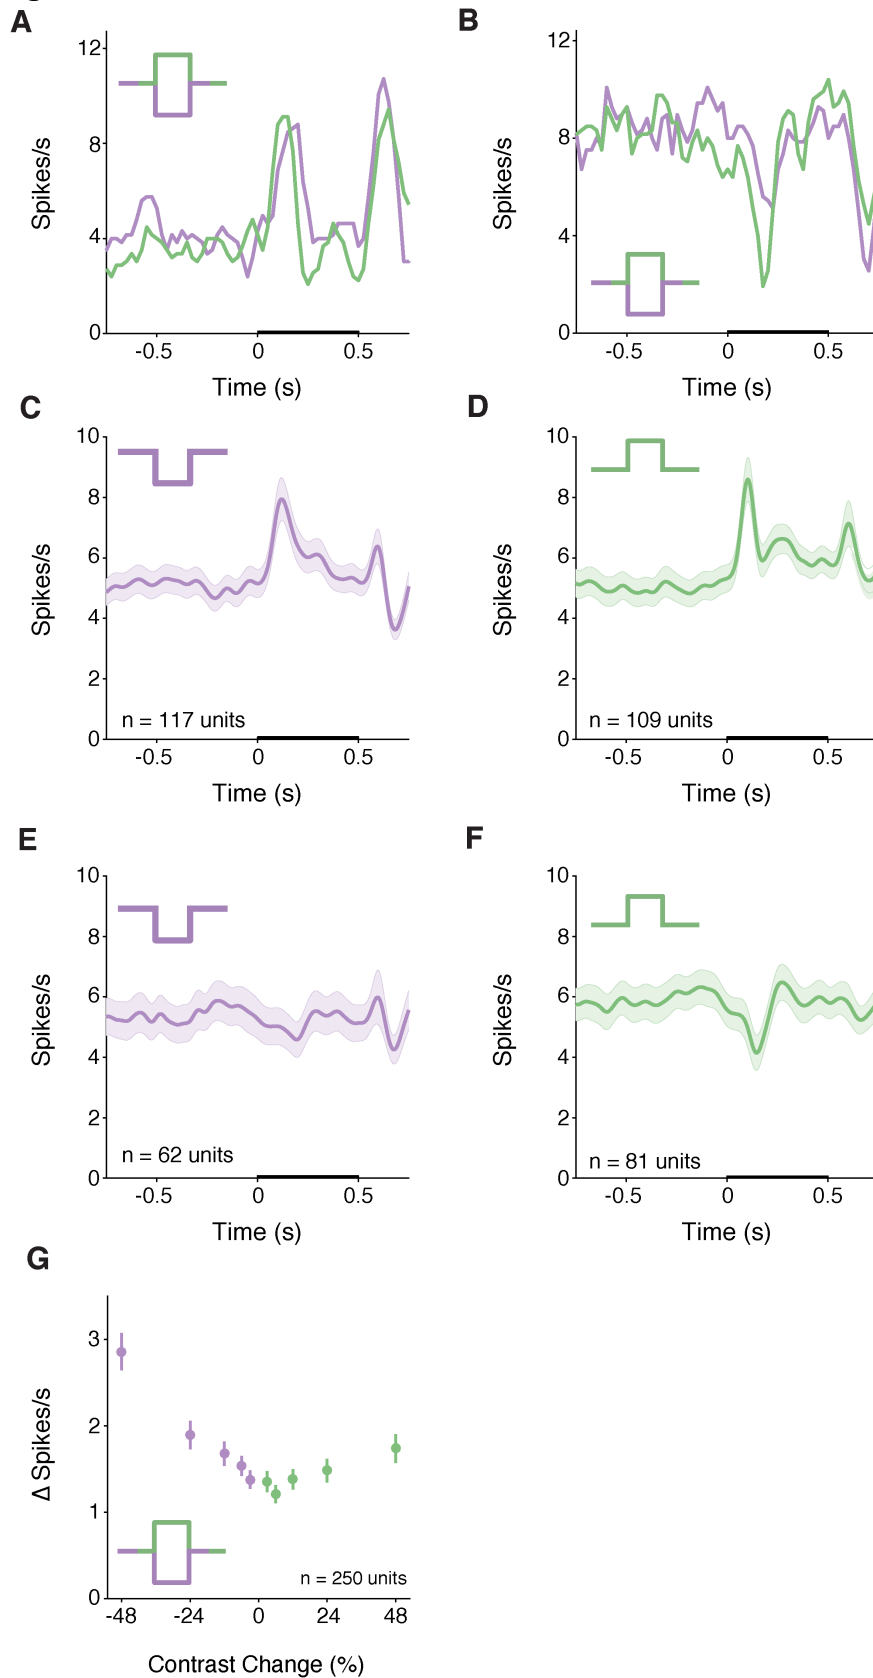 A
12
8
4
0
Spikes/s
-0.5 0 0.5
Time (s)
B
12
8
4
0
Spikes/s
-0.5 0 0.5
Time (s)
C
10
8
6
4
2
0
Spikes/s
n = 117 units
-0.5 0 0.5
Time (s)
D
10
8
6
4
2
0
Spikes/s
n = 109 units
-0.5 0 0.5
Time (s)
E
10
8
6
4
2
0
Spikes/s
n = 62 units
-0.5 0 0.5
Time (s)
F
10
8
6
4
2
0
Spikes/s
n = 81 units
-0.5 0 0.5
Time (s)
G
3
2
1
0
Δ Spikes/s
n = 250 units
-48 -24 0 24 48
Contrast Change (%)